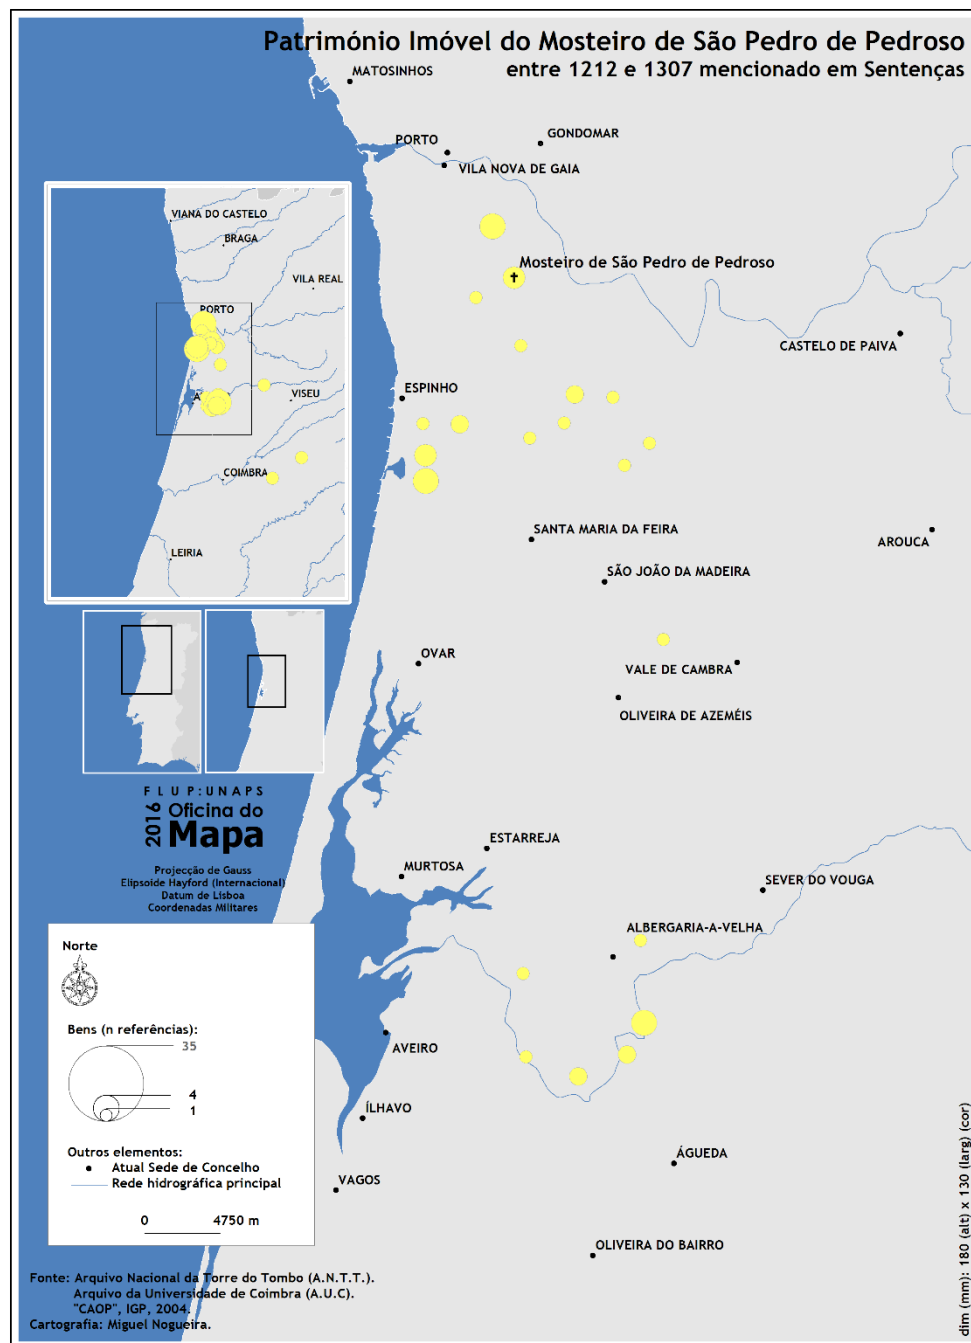 Património Imóvel do Mosteiro de São Pedro de Pedroso
entre 1212 e 1307 mencionado em Sentenças
MATOSINHOS
PORTO
GONDOMAR
VILA NOVA DE GAIA
Mosteiro de São Pedro de Pedroso
CASTELO DE PAIVA
ESPINHO
SANTA MARIA DA FEIRA
AROUCA
SÃO JOÃO DA MADEIRA
OVAR
VALE DE CAMBRA
OLIVEIRA DE AZEMÉIS
ESTARREJA
MURTOSA
SEVER DO VOUGA
ALBERGARIA-A-VELHA
AVEIRO
ÍLHAVO
ÁGUEDA
VAGOS
OLIVEIRA DO BAIRRO
VIANA DO CASTELO
BRAGA
VILA REAL
PORTO
VISEU
COIMBRA
LEIRIA
FLUP:UNAPS
2016 Oficina do
Mapa
Projecção de Gauss
Elipsoide Hayford (Internacional)
Datum de Lisboa
Coordenadas Militares
Norte
Bens (n referências):
35
4
1
Outros elementos:
Atual Sede de Concelho
Rede hidrográfica principal
0 4750 m
Fonte: Arquivo Nacional da Torre do Tombo (A.N.T.T.).
Arquivo da Universidade de Coimbra (A.U.C).
"CAOP", IGP, 2004.
Cartografia: Miguel Nogueira.
dim (mm): 180 (alt) x 130 (larg) (cor)